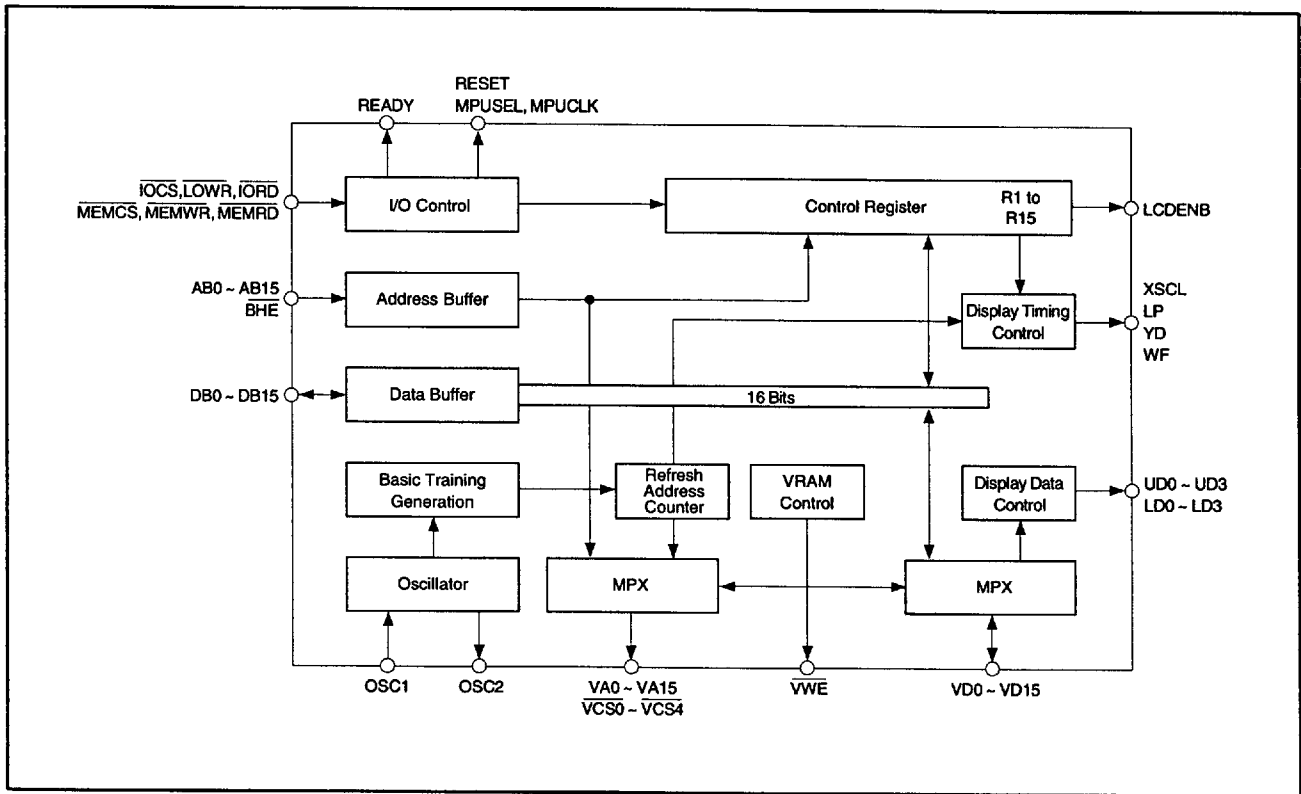 RESET
READY
MPUSEL, MPUCLK
IOCS,LOWR, IORD
MEMCS, MEMWR, MEMRD
I/O Control
Control Register
R1 to
R15
LCDENB
AB0 ~ AB15
BHE
Address Buffer
Display Timing
Control
XSCL
LP
YD
WF
DB0 ~ DB15
Data Buffer
16 Bits
Basic Training
Generation
Refresh
Address
Counter
VRAM
Control
Display Data
Control
UD0 ~ UD3
LD0 ~ LD3
Oscillator
MPX
MPX
OSC1
OSC2
VA0 ~ VA15
VCS0 ~ VCS4
VWE
VD0 ~ VD15